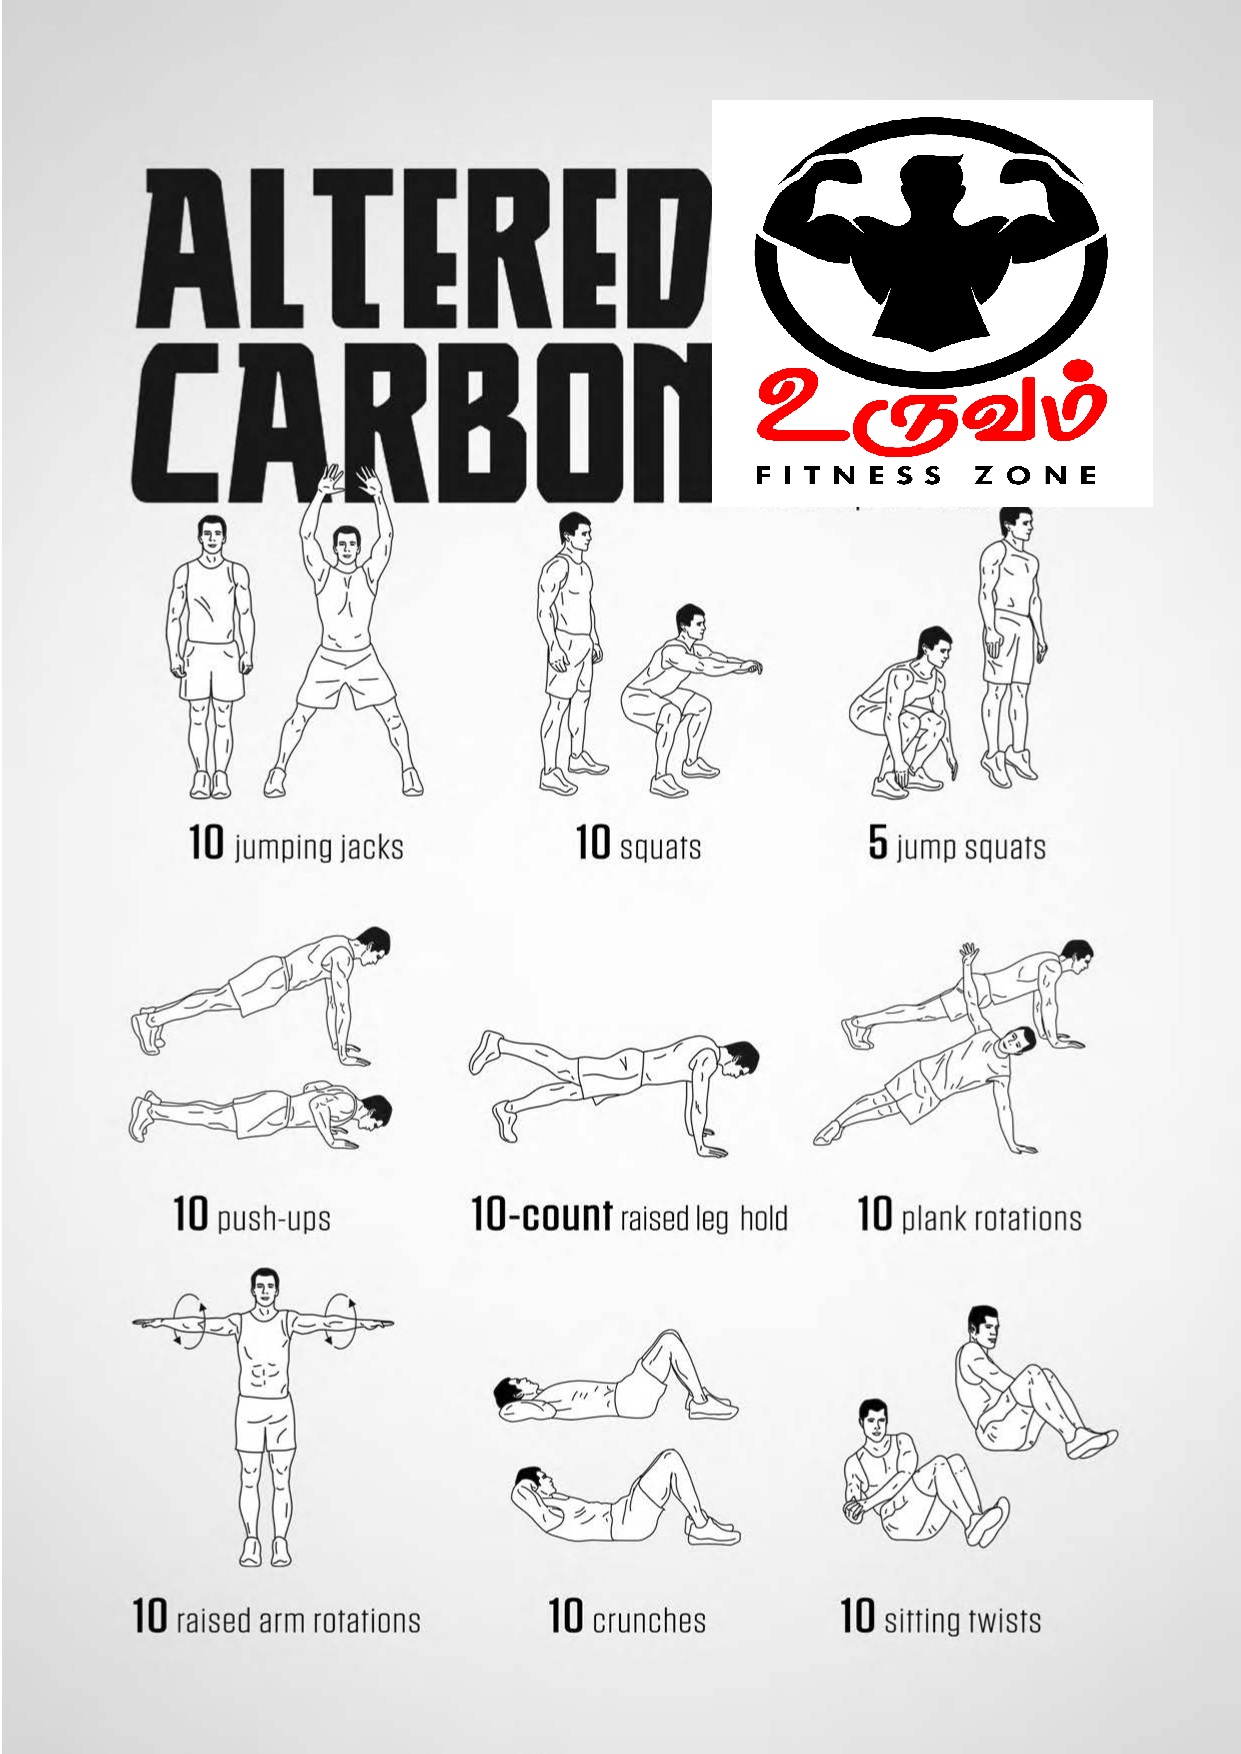 ALTERED
CARBON
உருவம்
FITNESS ZONE
10 jumping jacks
10 squats
5 jump squats
10 push-ups
10-count raised leg hold
10 plank rotations
10 raised arm rotations
10 crunches
10 sitting twists